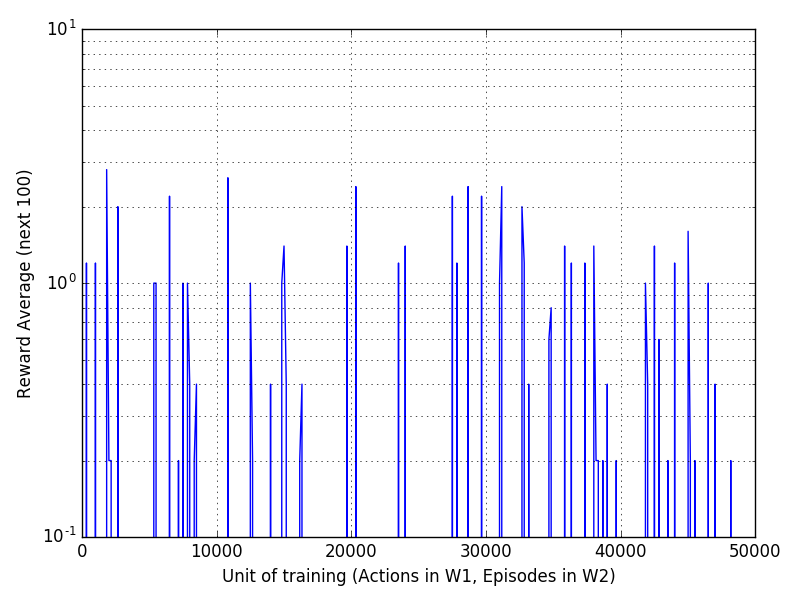 10^1
10^0
10^-1
Reward Average (next 100)
0 10000 20000 30000 40000 50000
Unit of training (Actions in W1, Episodes in W2)